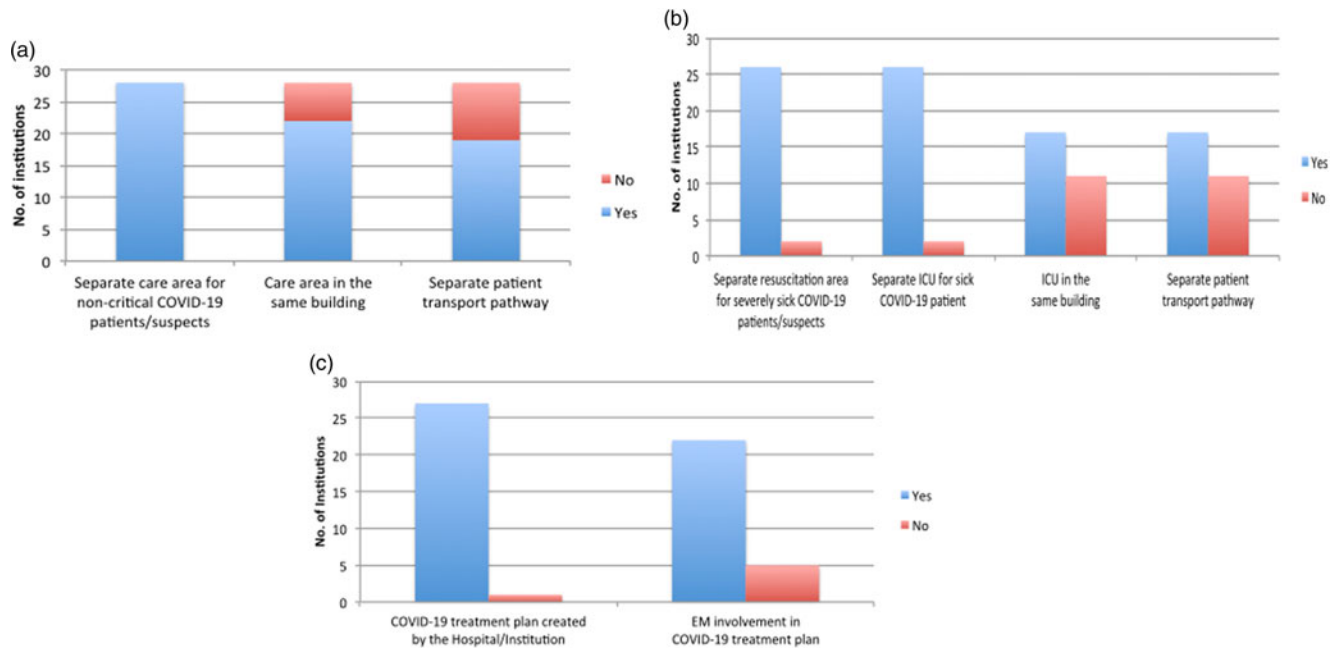 (a)
30
25
20
15
10
5
0
No. of institutions
Separate care area for
non-critical COVID-19
patients/suspects
Care area in the
same building
Separate patient
transport pathway
No
Yes
(b)
30
25
20
15
10
5
0
No. of institutions
Separate resuscitation area
for severely sick COVID-19
patients/suspects
Separate ICU for sick
COVID-19 patient
ICU in the
same building
Separate patient
transport pathway
Yes
No
(c)
30
25
20
15
10
5
0
No. of Institutions
COVID-19 treatment plan created
by the Hospital/Institution
EM involvement in
COVID-19 treatment plan
Yes
No